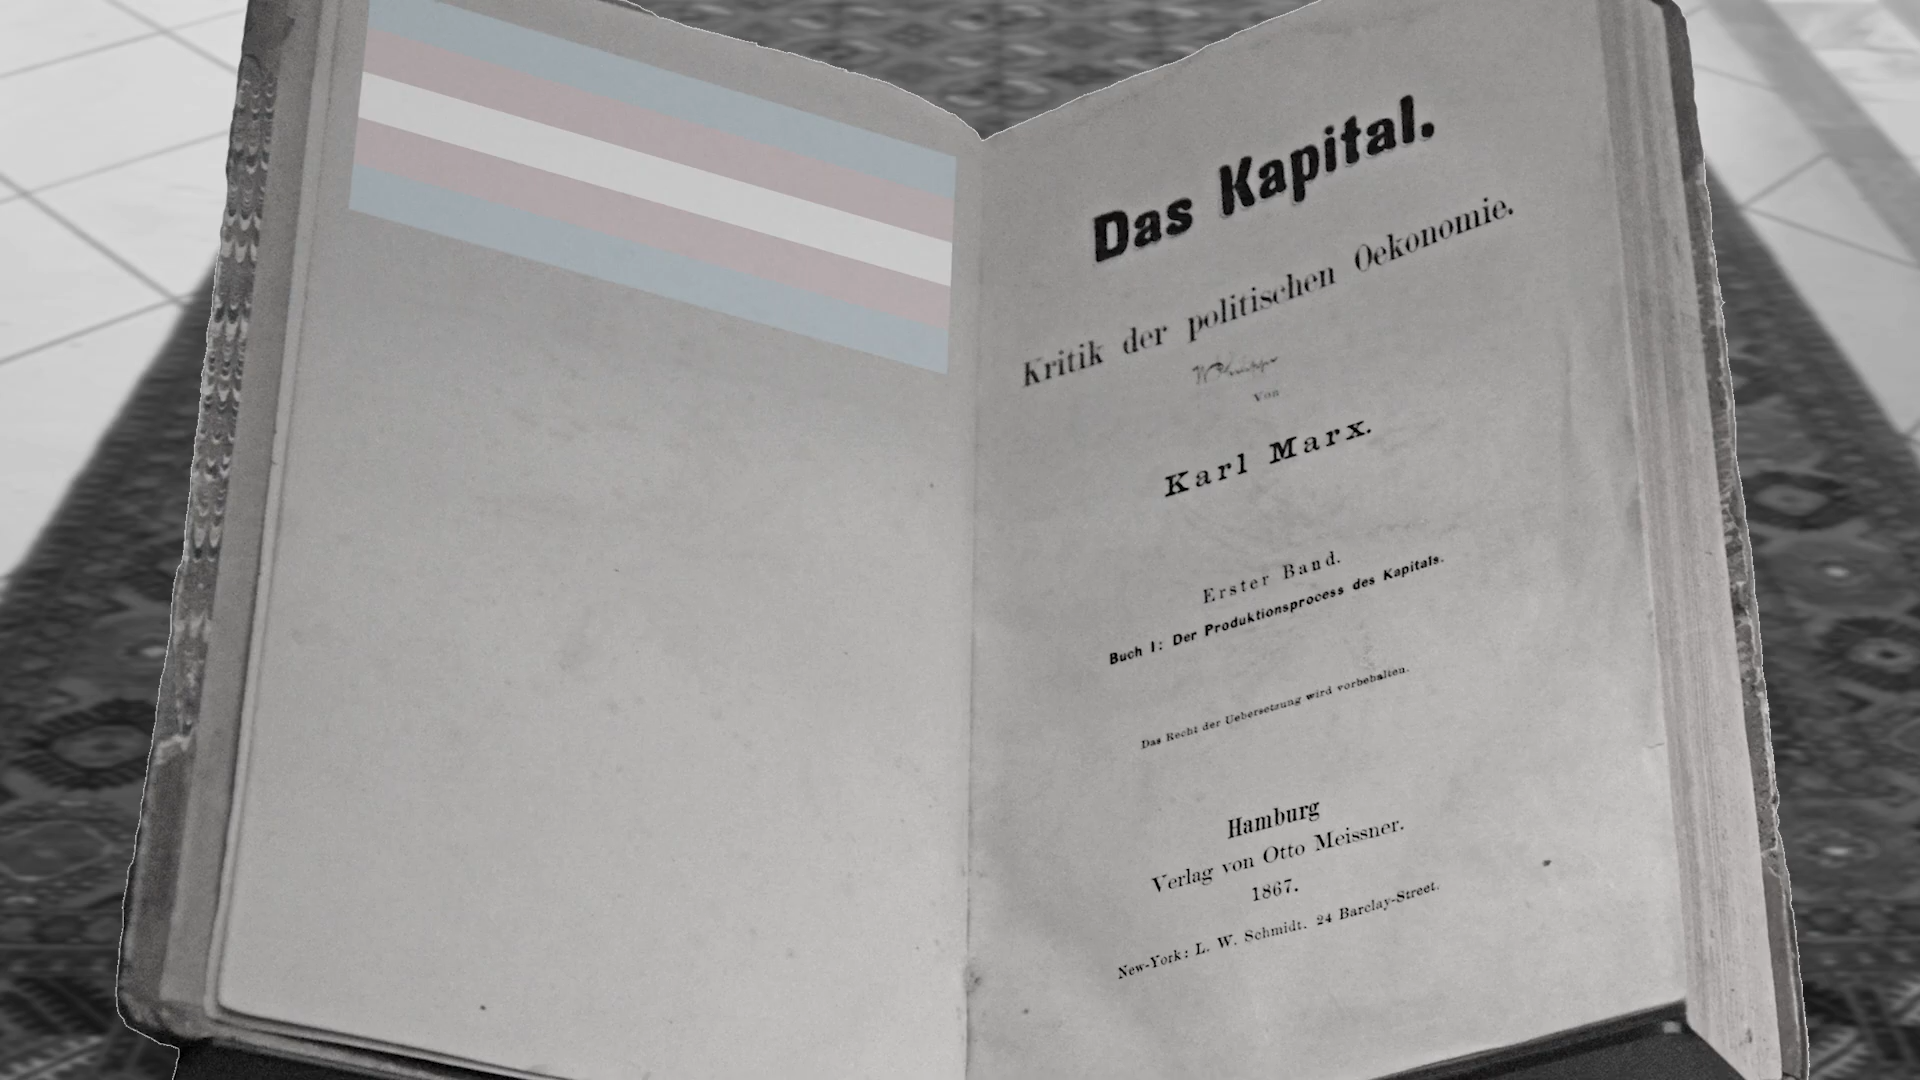 Das Kapital.
Kritik der politischen Oekonomie.
Von
Karl Marx.
Erster Band.
Buch I: Der Produktionsprocess des Kapitals.
Das Recht der Uebersetzung wird vorbehalten.
Hamburg
Verlag von Otto Meissner.
1867.
New-York: L. W. Schmidt. 24 Barclay-Street.